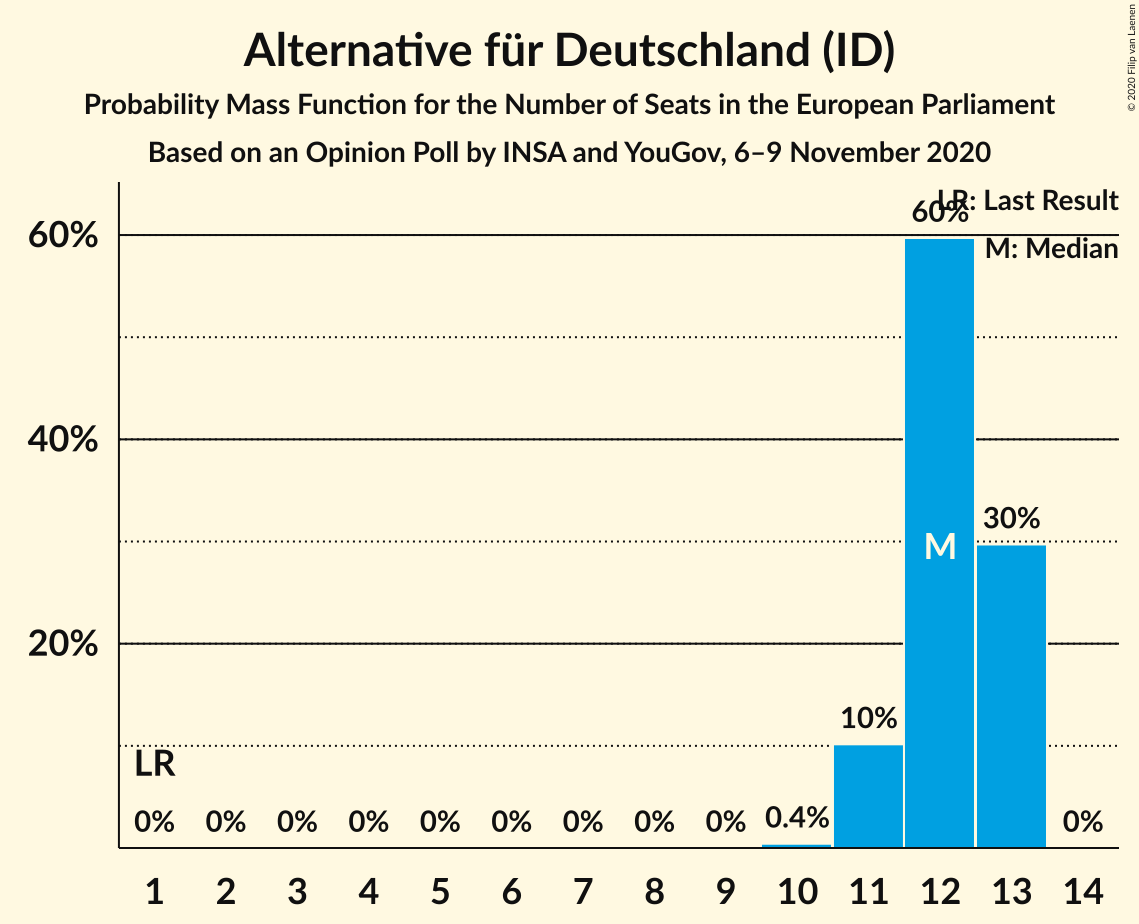 Alternative für Deutschland (ID)
Probability Mass Function for the Number of Seats in the European Parliament
Based on an Opinion Poll by INSA and YouGov, 6–9 November 2020
© 2020 Filip van Laenen
LR: Last Result
M: Median
60%
40%
20%
60%
30%
M
10%
LR
0% 0% 0% 0% 0% 0% 0% 0% 0% 0.4% 0%
1 2 3 4 5 6 7 8 9 10 11 12 13 14